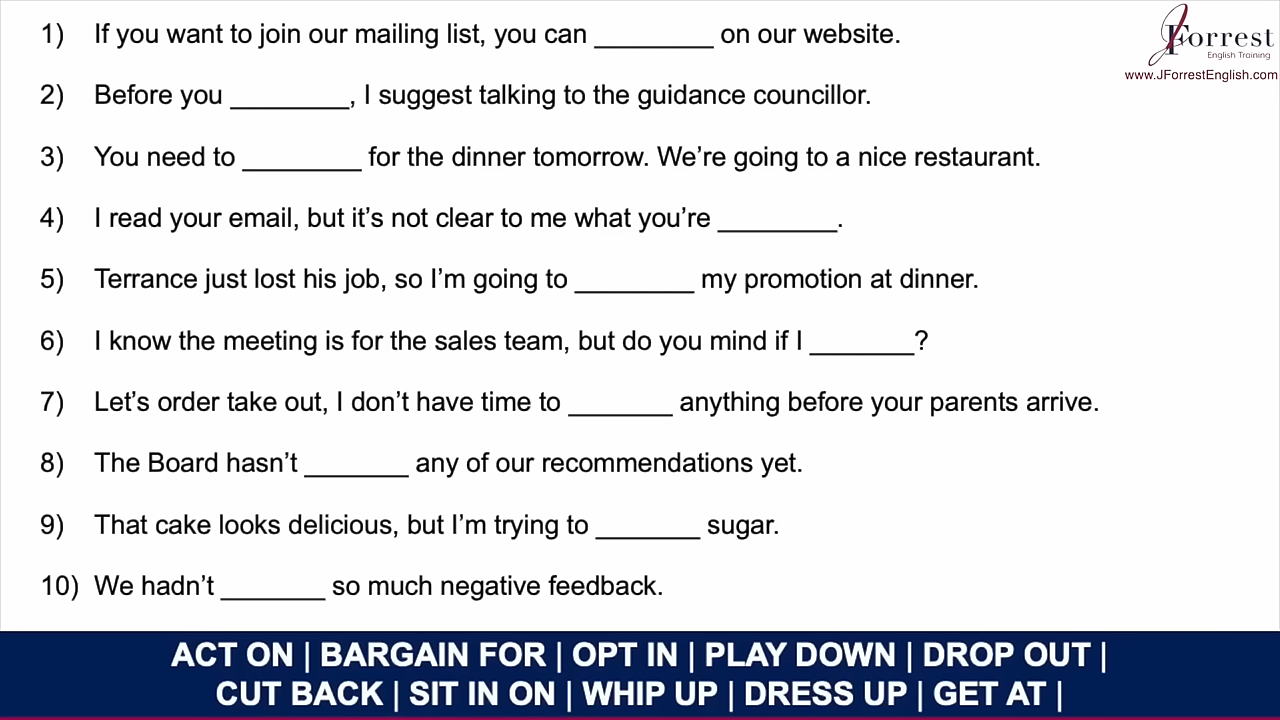 1) If you want to join our mailing list, you can ________ on our website.
JForrest
English Training
www.JForrestEnglish.com
2) Before you ________, I suggest talking to the guidance councillor.
3) You need to ________ for the dinner tomorrow. We’re going to a nice restaurant.
4) I read your email, but it’s not clear to me what you’re ________.
5) Terrance just lost his job, so I’m going to ________ my promotion at dinner.
6) I know the meeting is for the sales team, but do you mind if I _______?
7) Let’s order take out, I don’t have time to _______ anything before your parents arrive.
8) The Board hasn’t _______ any of our recommendations yet.
9) That cake looks delicious, but I’m trying to _______ sugar.
10) We hadn’t _______ so much negative feedback.
ACT ON | BARGAIN FOR | OPT IN | PLAY DOWN | DROP OUT |
CUT BACK | SIT IN ON | WHIP UP | DRESS UP | GET AT |